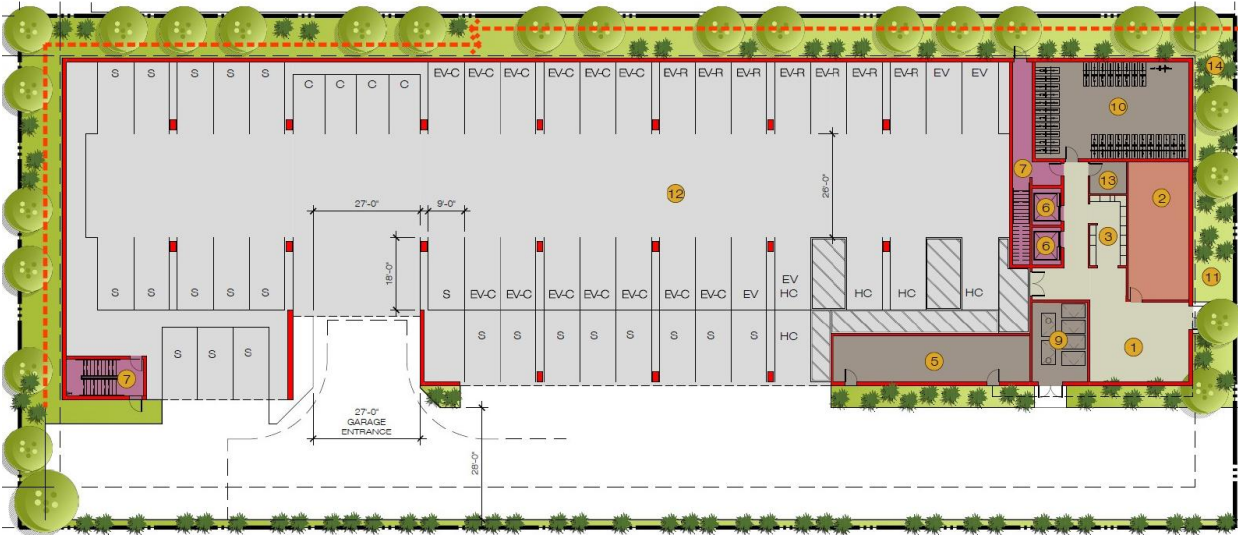 14
S S S S S
C C C C
EV-C EV-C EV-C EV-C EV-C EV-C EV-R EV-R EV-R EV-R EV-R EV-R EV-R EV EV
10
7
13
12
2
26'-0"
27'-0"
9'-0"
6
3
6
18'-0"
11
S S S S S
S EV-C EV-C EV-C EV-C EV-C EV-C EV-C EV
EV
HC
HC HC HC
S S S S S S S S HC
9
1
S S S
5
7
27'-0"
GARAGE
ENTRANCE
28'-0"